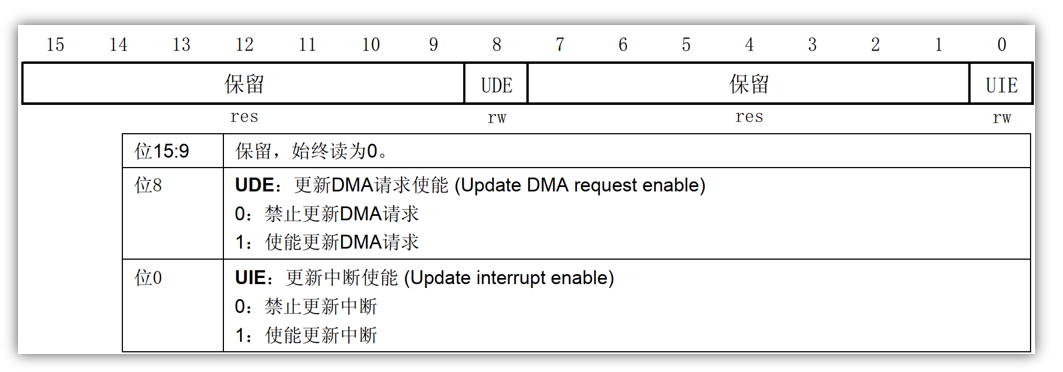 15 14 13 12 11 10 9 8 7 6 5 4 3 2 1 0
保留 UDE 保留 UIE
res rw res rw
位15:9 保留，始终读为0。
位8 UDE：更新DMA请求使能 (Update DMA request enable)
0：禁止更新DMA请求
1：使能更新DMA请求
位0 UIE：更新中断使能 (Update interrupt enable)
0：禁止更新中断
1：使能更新中断